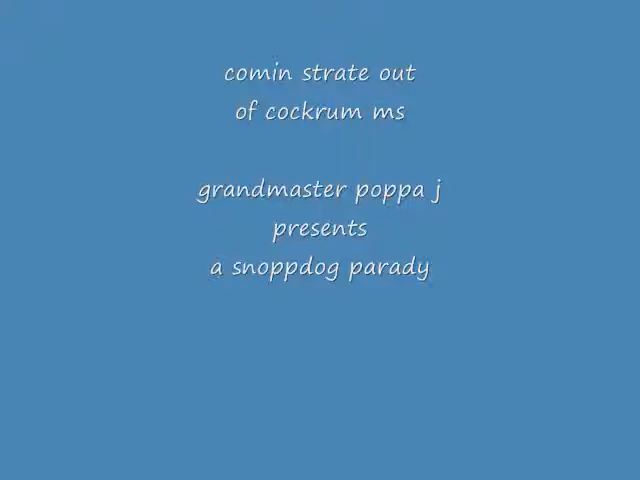 comin strate out
of cockrum ms
grandmaster poppa j
presents
a snoppdog parady